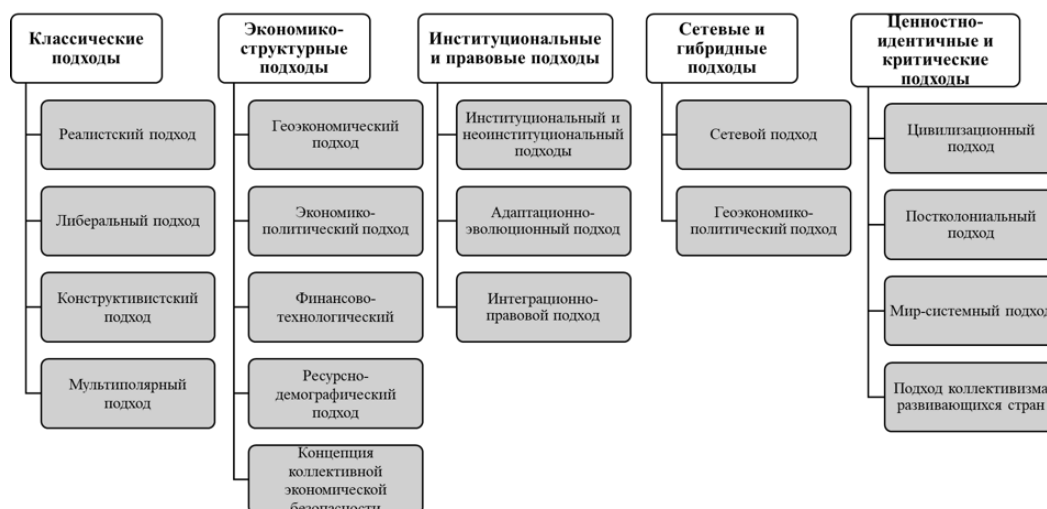 Классические
подходы
Реалистский подход
Либеральный подход
Конструктивистский
подход
Мультиполярный
подход
Экономико-
структурные
подходы
Геоэкономический
подход
Экономико-
политический подход
Финансово-
технологический
Ресурсно-
демографический
подход
Концепция
коллективной
экономической
безопасности
Институциональные
и правовые подходы
Институциональный и
неоинституциональный
подходы
Адаптационно-
эволюционный подход
Интеграционно-
правовой подход
Сетевые и
гибридные
подходы
Сетевой подход
Геоэкономико-
политический подход
Ценностно-
идентичные и
критические
подходы
Цивилизационный
подход
Постколониальный
подход
Мир-системный подход
Подход коллективизма
развивающихся стран